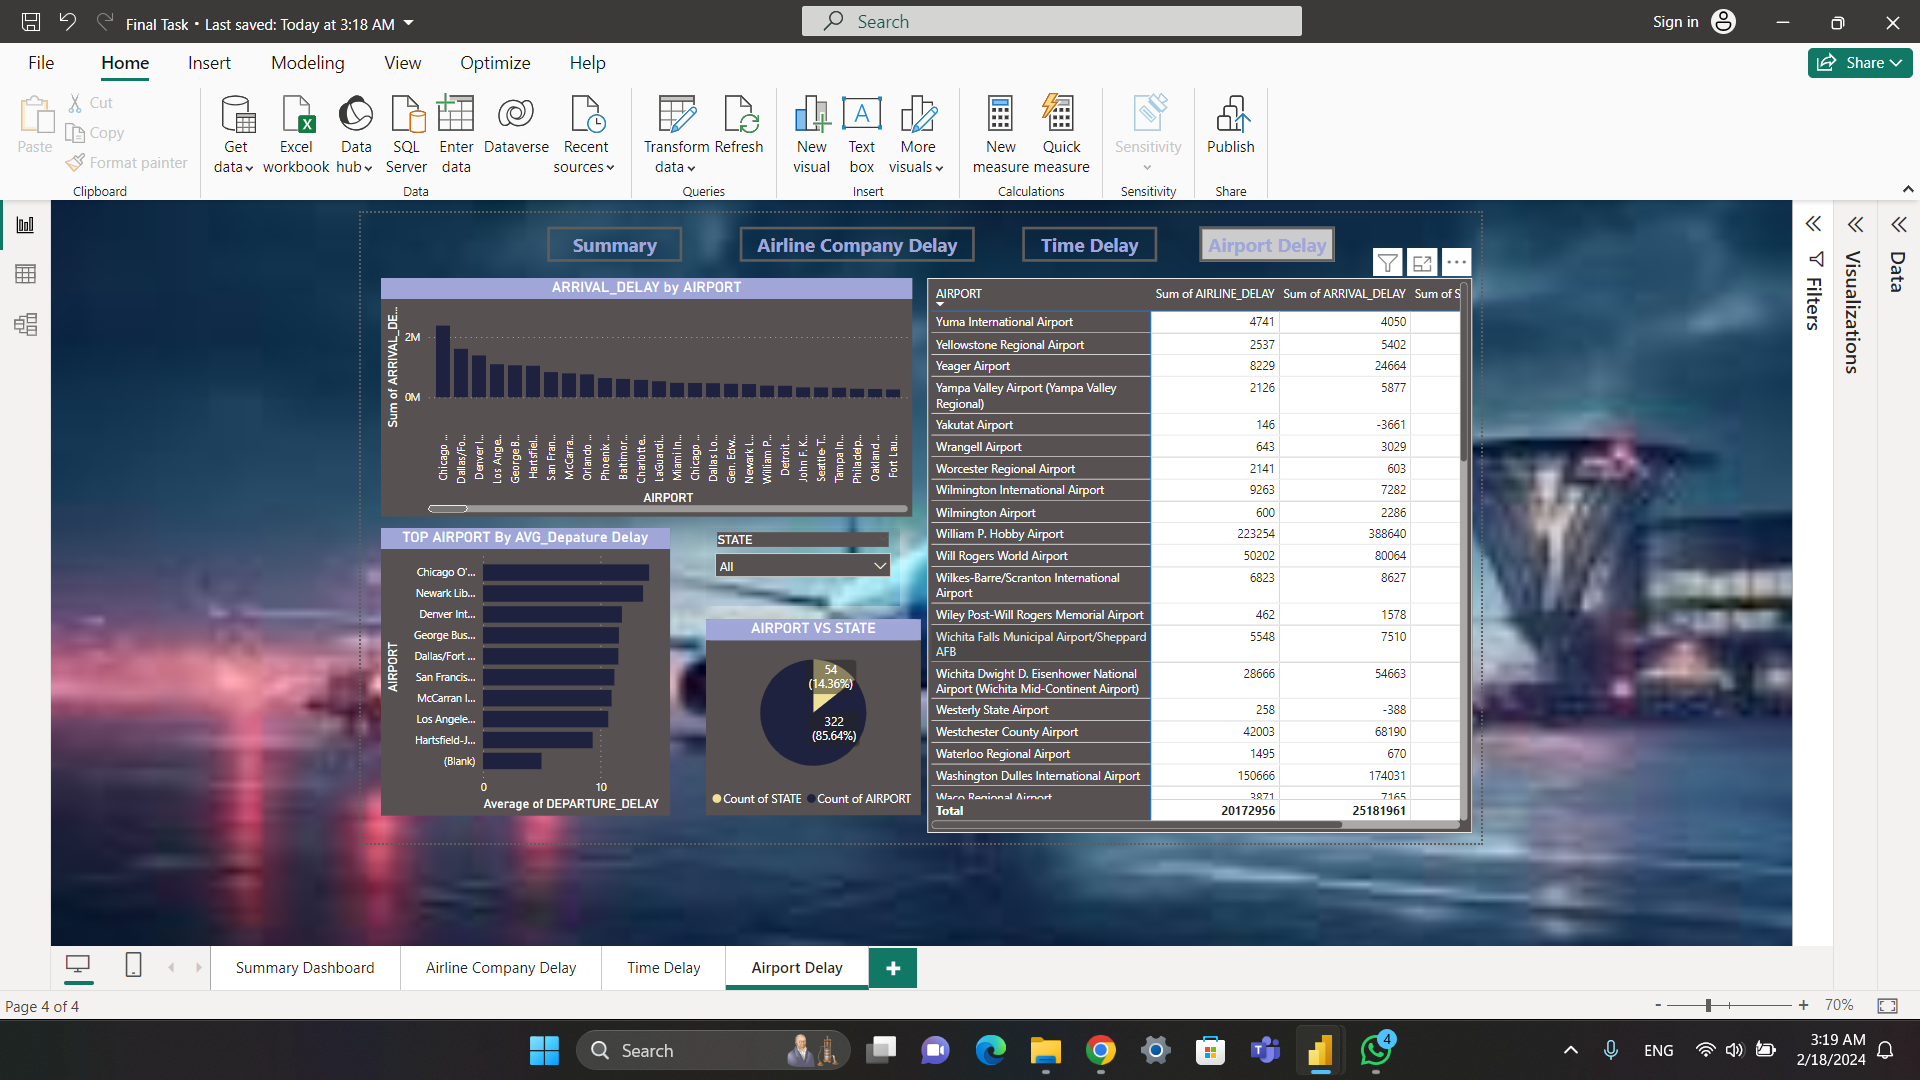 Final Task • Last saved: Today at 3:18 AM
Search
Sign in
File
Home
Insert
Modeling
View
Optimize
Help
Share
Paste
Cut
Copy
Format painter
Clipboard
Get data
Excel workbook
Data hub
SQL Server
Enter data
Dataverse
Recent sources
Data
Transform data
Refresh
Queries
New visual
Text box
More visuals
Insert
New measure
Quick measure
Calculations
Sensitivity
Sensitivity
Publish
Share
Summary
Airline Company Delay
Time Delay
Airport Delay
ARRIVAL_DELAY by AIRPORT
Sum of ARRIVAL_DE...
2M
0M
Chicago ...
Dallas/Fo...
Denver I...
Los Ange...
George B...
Hartsfiel...
San Fran...
McCarra...
Orlando ...
Phoenix ...
Baltimor...
Charlotte...
LaGuardi...
Miami In...
Chicago ...
Dallas Lo...
Gen. Edw...
Newark L...
William P...
Detroit ...
John F. K...
Seattle-T...
Tampa In...
Philadelp...
Oakland ...
Fort Lau...
AIRPORT
TOP AIRPORT By AVG_Depature Delay
AIRPORT
Chicago O'...
Newark Lib...
Denver Int...
George Bus...
Dallas/Fort ...
San Francis...
McCarran I...
Los Angele...
Hartsfield-J...
(Blank)
0 10
Average of DEPARTURE_DELAY
STATE
All
AIRPORT VS STATE
54
(14.36%)
322
(85.64%)
Count of STATE Count of AIRPORT
AIRPORT Sum of AIRLINE_DELAY Sum of ARRIVAL_DELAY Sum of S
Yuma International Airport 4741 4050
Yellowstone Regional Airport 2537 5402
Yeager Airport 8229 24664
Yampa Valley Airport (Yampa Valley 2126 5877
Regional)
Yakutat Airport 146 -3661
Wrangell Airport 643 3029
Worcester Regional Airport 2141 603
Wilmington International Airport 9263 7282
Wilmington Airport 600 2286
William P. Hobby Airport 223254 388640
Will Rogers World Airport 50202 80064
Wilkes-Barre/Scranton International 6823 8627
Airport
Wiley Post-Will Rogers Memorial Airport 462 1578
Wichita Falls Municipal Airport/Sheppard 5548 7510
AFB
Wichita Dwight D. Eisenhower National 28666 54663
Airport (Wichita Mid-Continent Airport)
Westerly State Airport 258 -388
Westchester County Airport 42003 68190
Waterloo Regional Airport 1495 670
Washington Dulles International Airport 150666 174031
Waco Regional Airport 3871 7165
Total 20172956 25181961
Filters
Visualizations
Data
Summary Dashboard
Airline Company Delay
Time Delay
Airport Delay
Page 4 of 4
- + 70%
Search
4
ENG
3:19 AM
2/18/2024